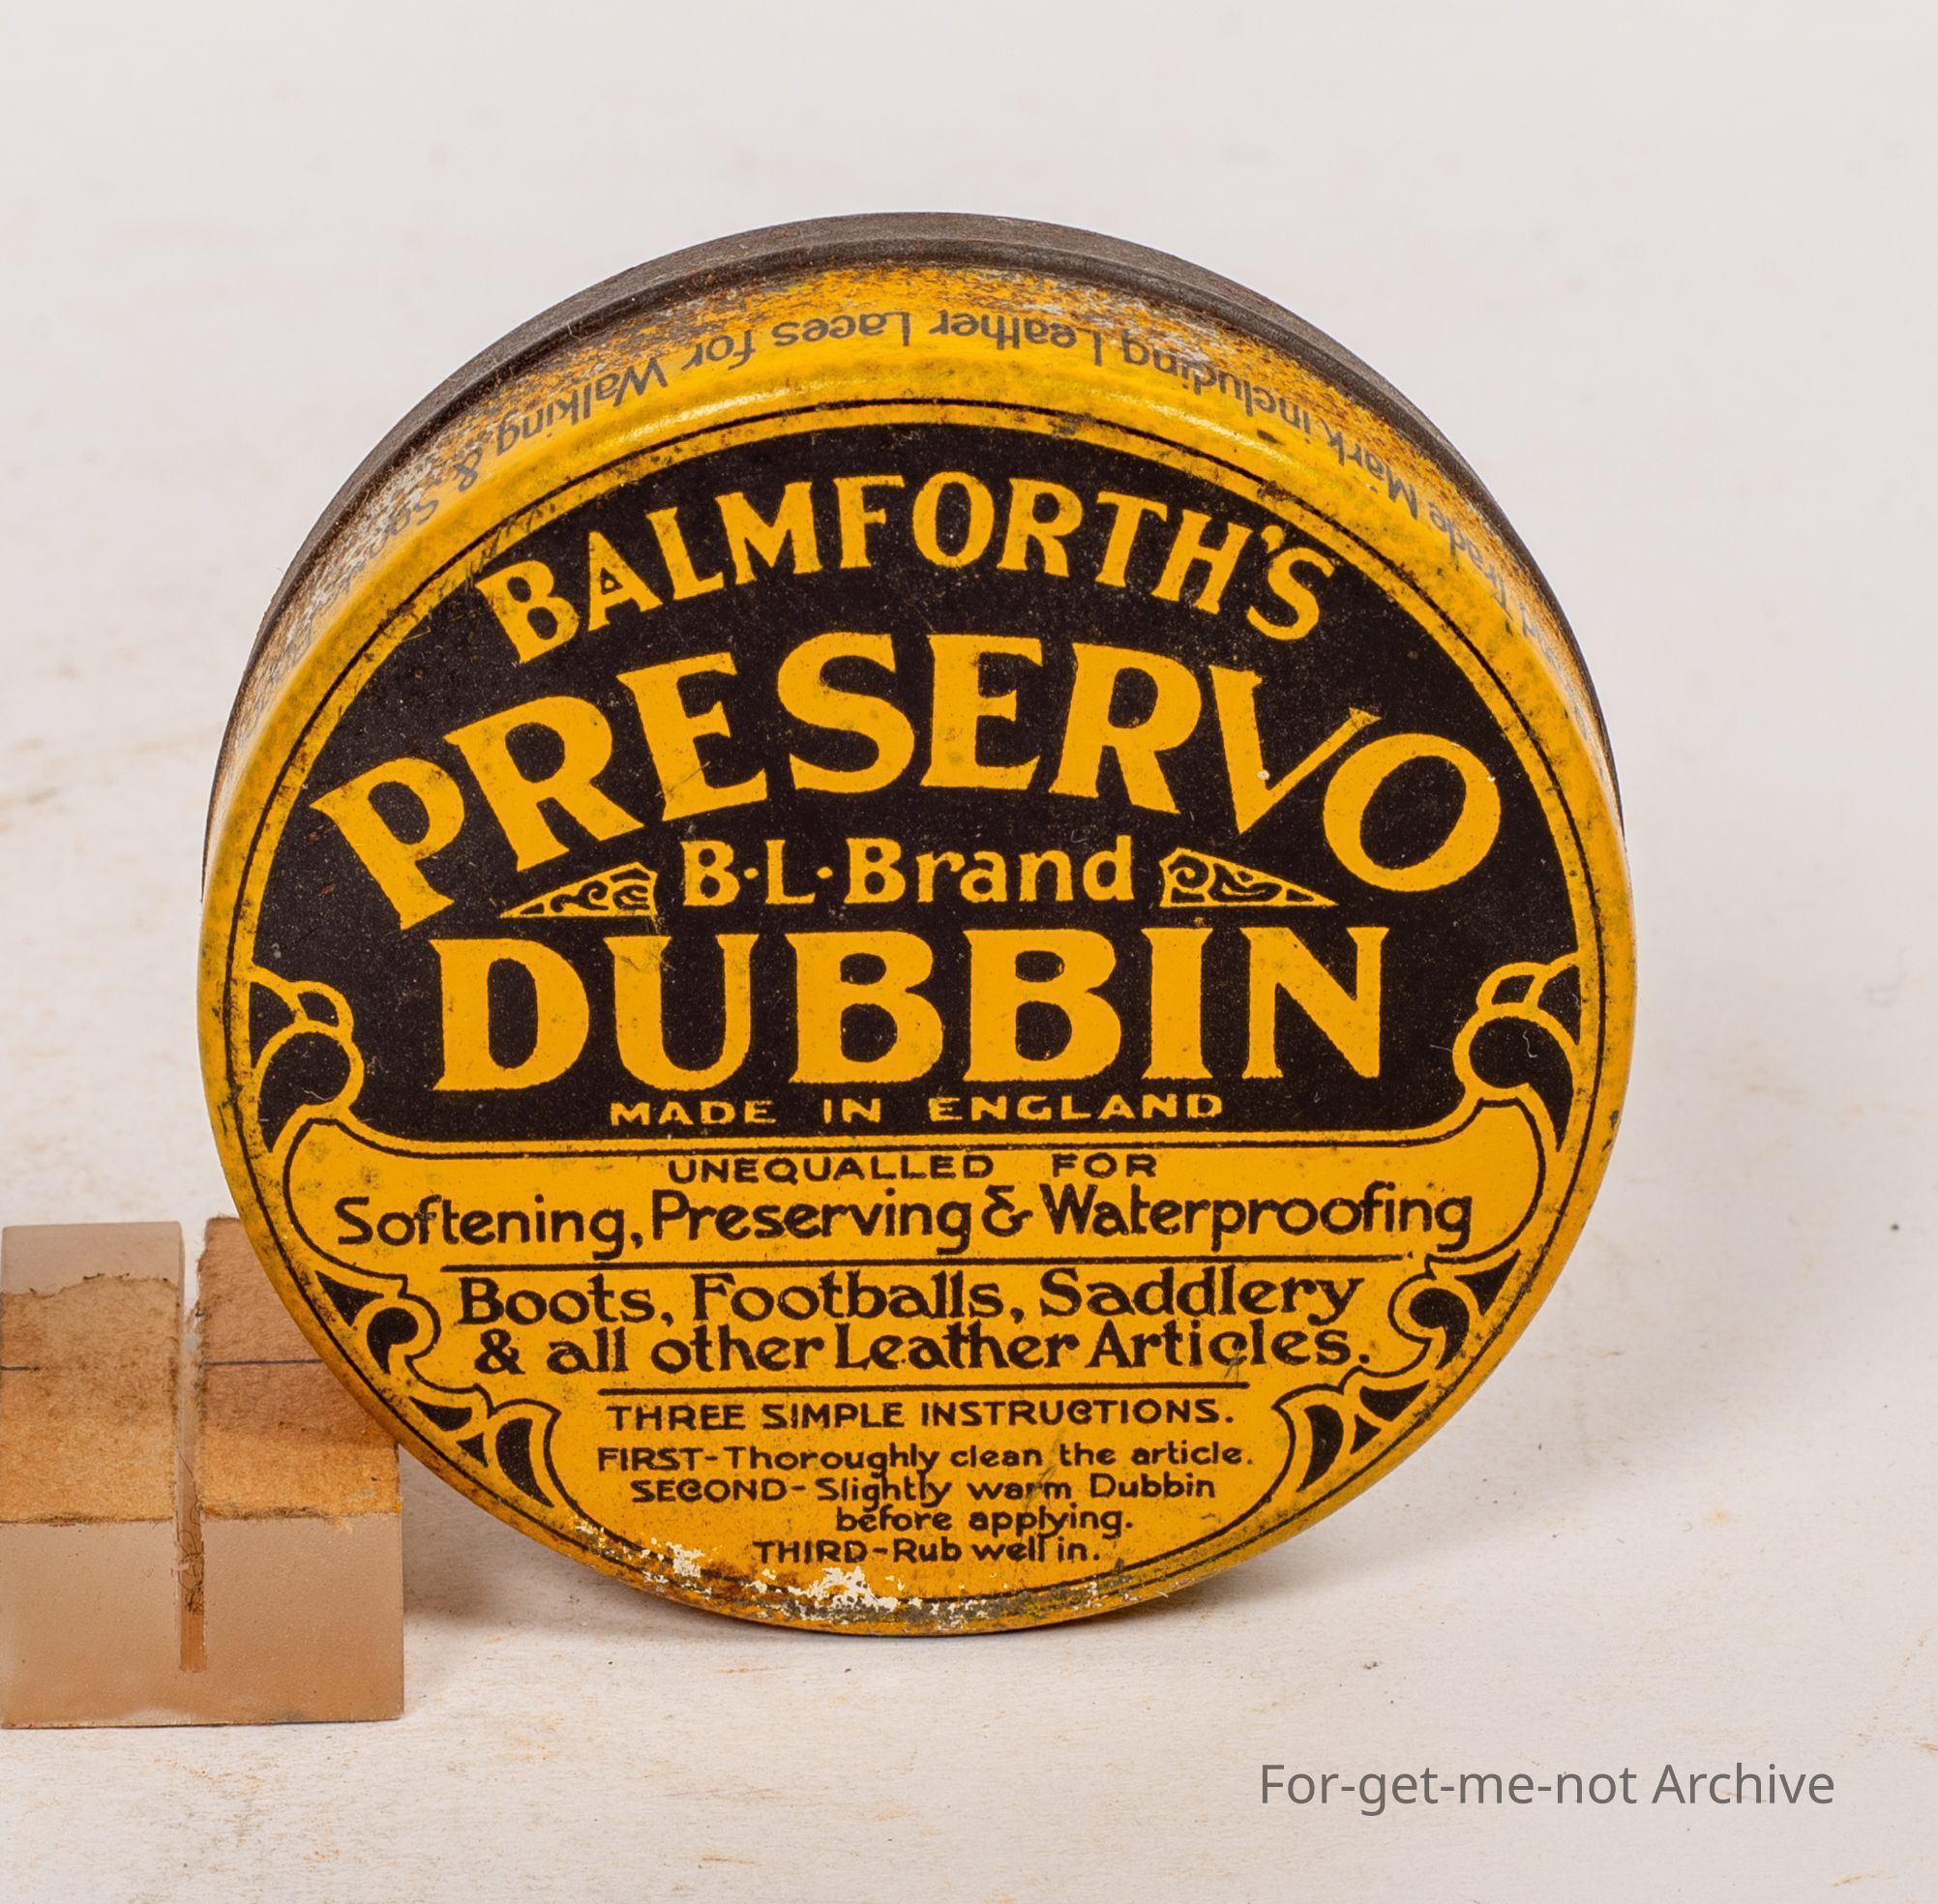 Trade Mark including Leather Laces for Walking &
BALMFORTH'S
PRESERVO
B·L·Brand
DUBBIN
MADE IN ENGLAND
UNEQUALLED FOR
Softening, Preserving & Waterproofing
Boots, Footballs, Saddlery
& all other Leather Articles.
THREE SIMPLE INSTRUCTIONS.
FIRST-Thoroughly clean the article.
SECOND-Slightly warm Dubbin
before applying.
THIRD-Rub well in.
For-get-me-not Archive